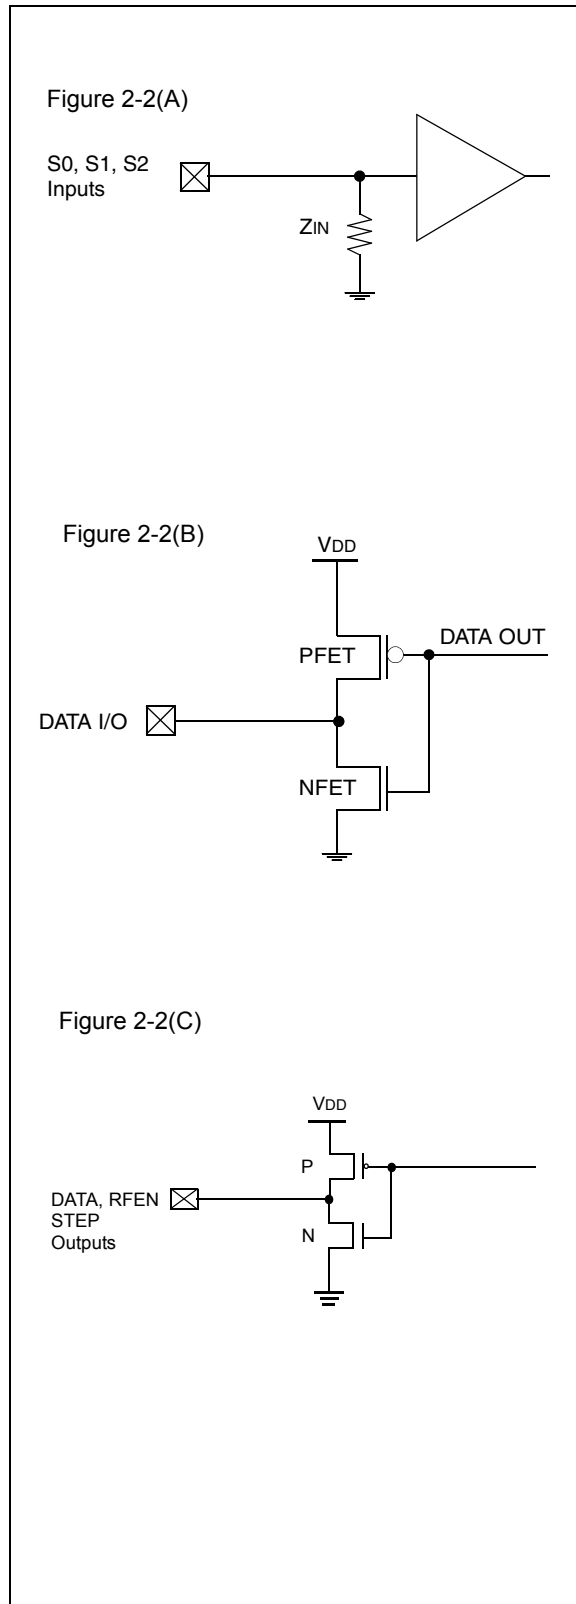 Figure 2-2(A)
S0, S1, S2
Inputs
ZIN
Figure 2-2(B)
VDD
DATA OUT
PFET
DATA I/O
NFET
Figure 2-2(C)
VDD
P
DATA, RFEN
STEP
Outputs
N